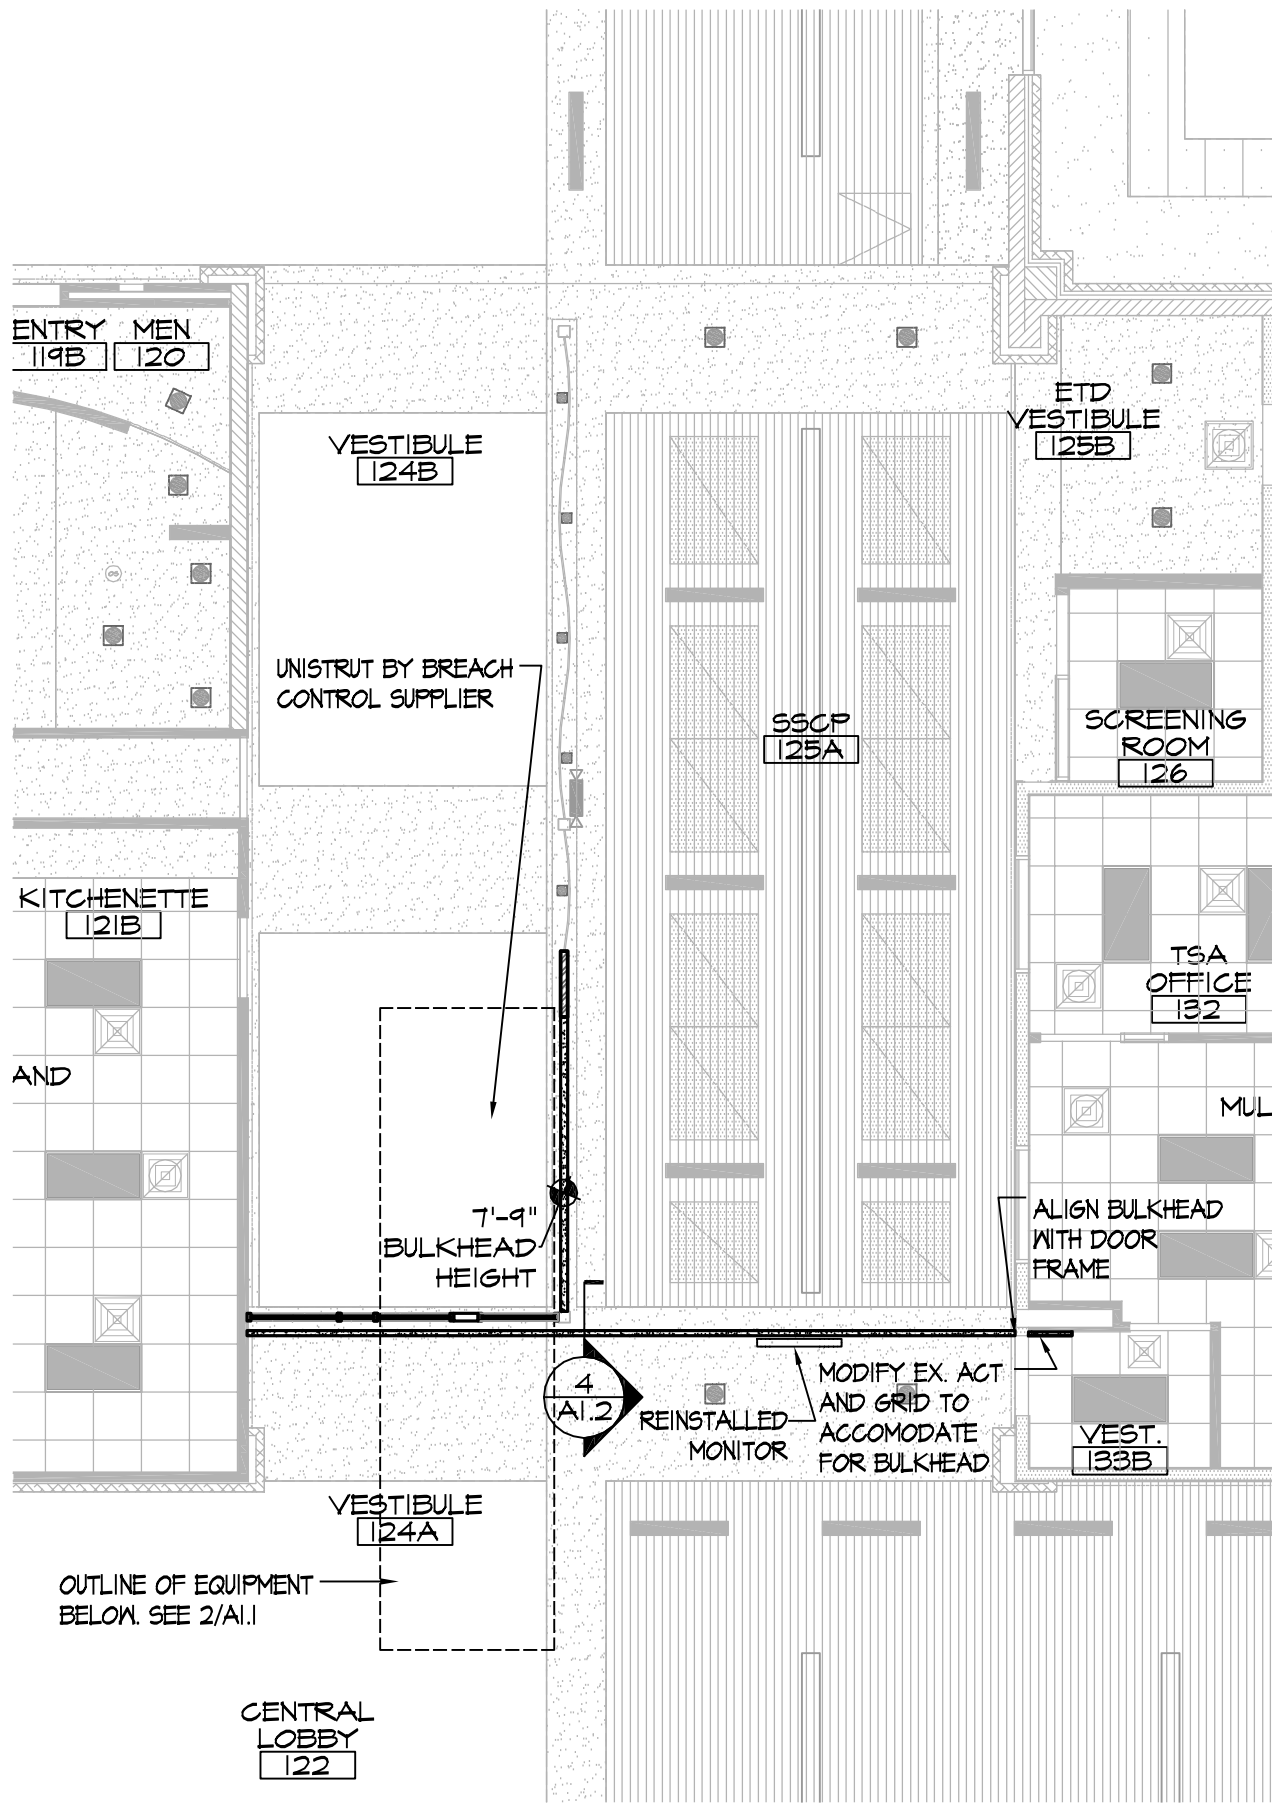 ENTRY
119B
MEN
120
VESTIBULE
124B
ETD
VESTIBULE
125B
UNISTRUT BY BREACH
CONTROL SUPPLIER
SSCP
125A
SCREENING
ROOM
126
KITCHENETTE
121B
TSA
OFFICE
132
AND
MUL
7'-9"
BULKHEAD
HEIGHT
ALIGN BULKHEAD
WITH DOOR
FRAME
4
A1.2
REINSTALLED
MONITOR
MODIFY EX. ACT
AND GRID TO
ACCOMODATE
FOR BULKHEAD
VEST.
133B
VESTIBULE
124A
OUTLINE OF EQUIPMENT
BELOW. SEE 2/A1.1
CENTRAL
LOBBY
122